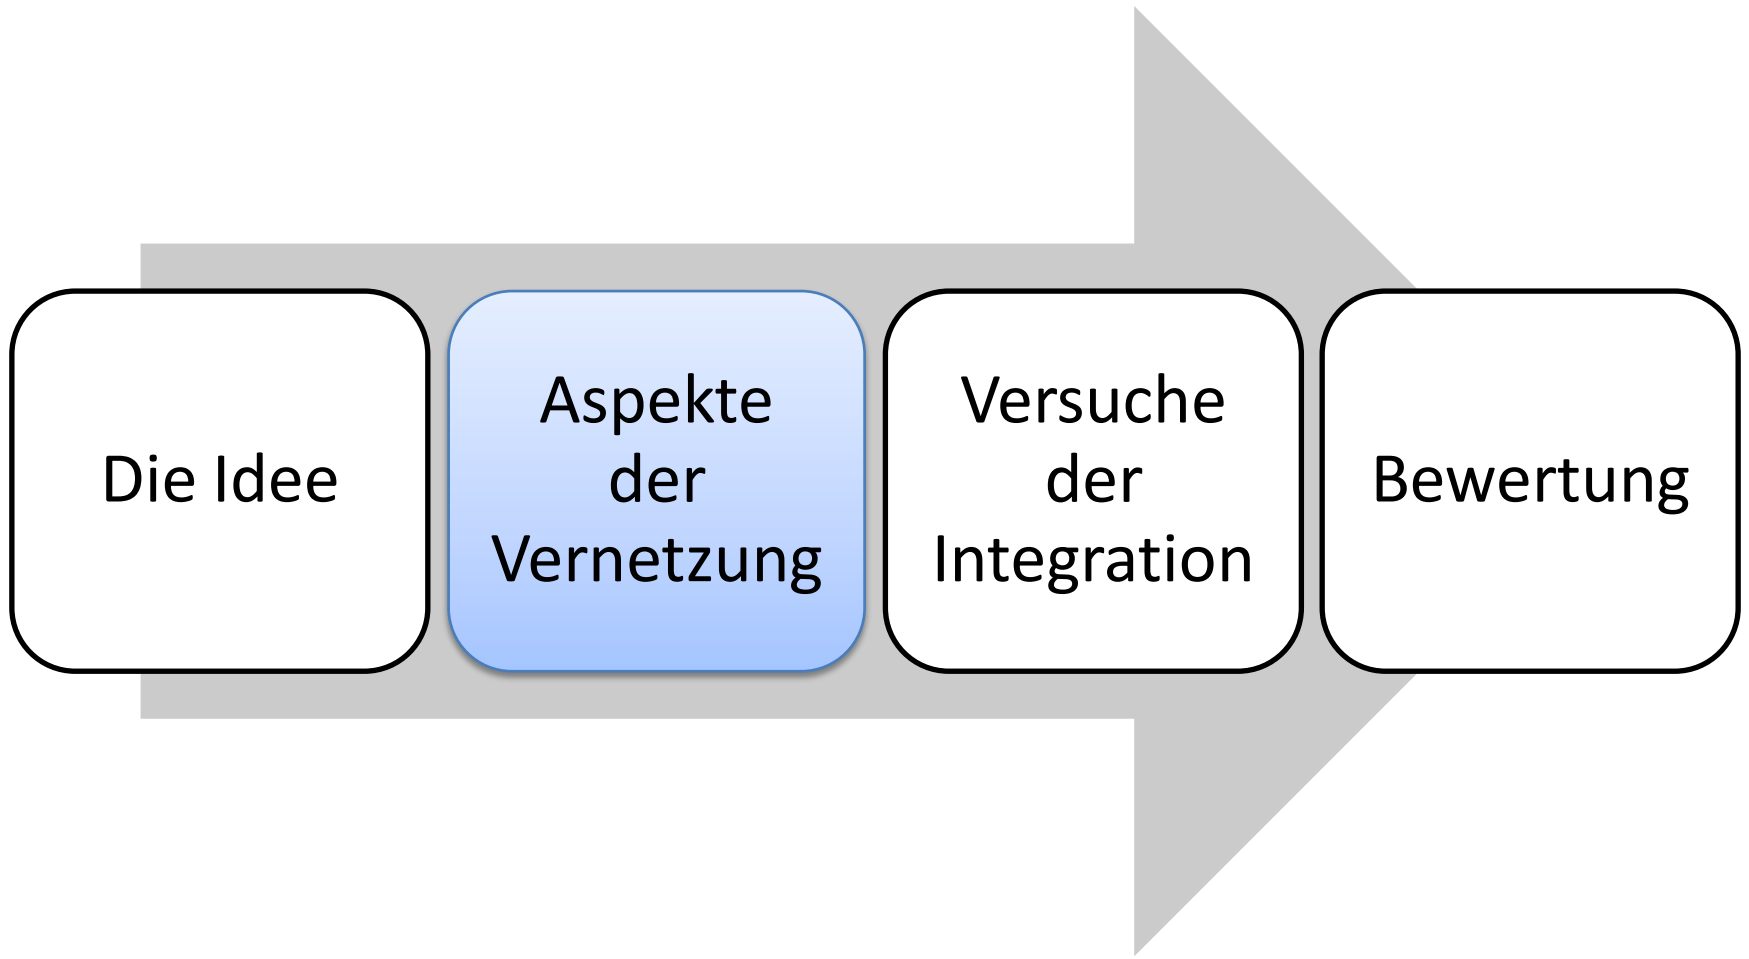 Die Idee
Aspekte
der
Vernetzung
Versuche
der
Integration
Bewertung